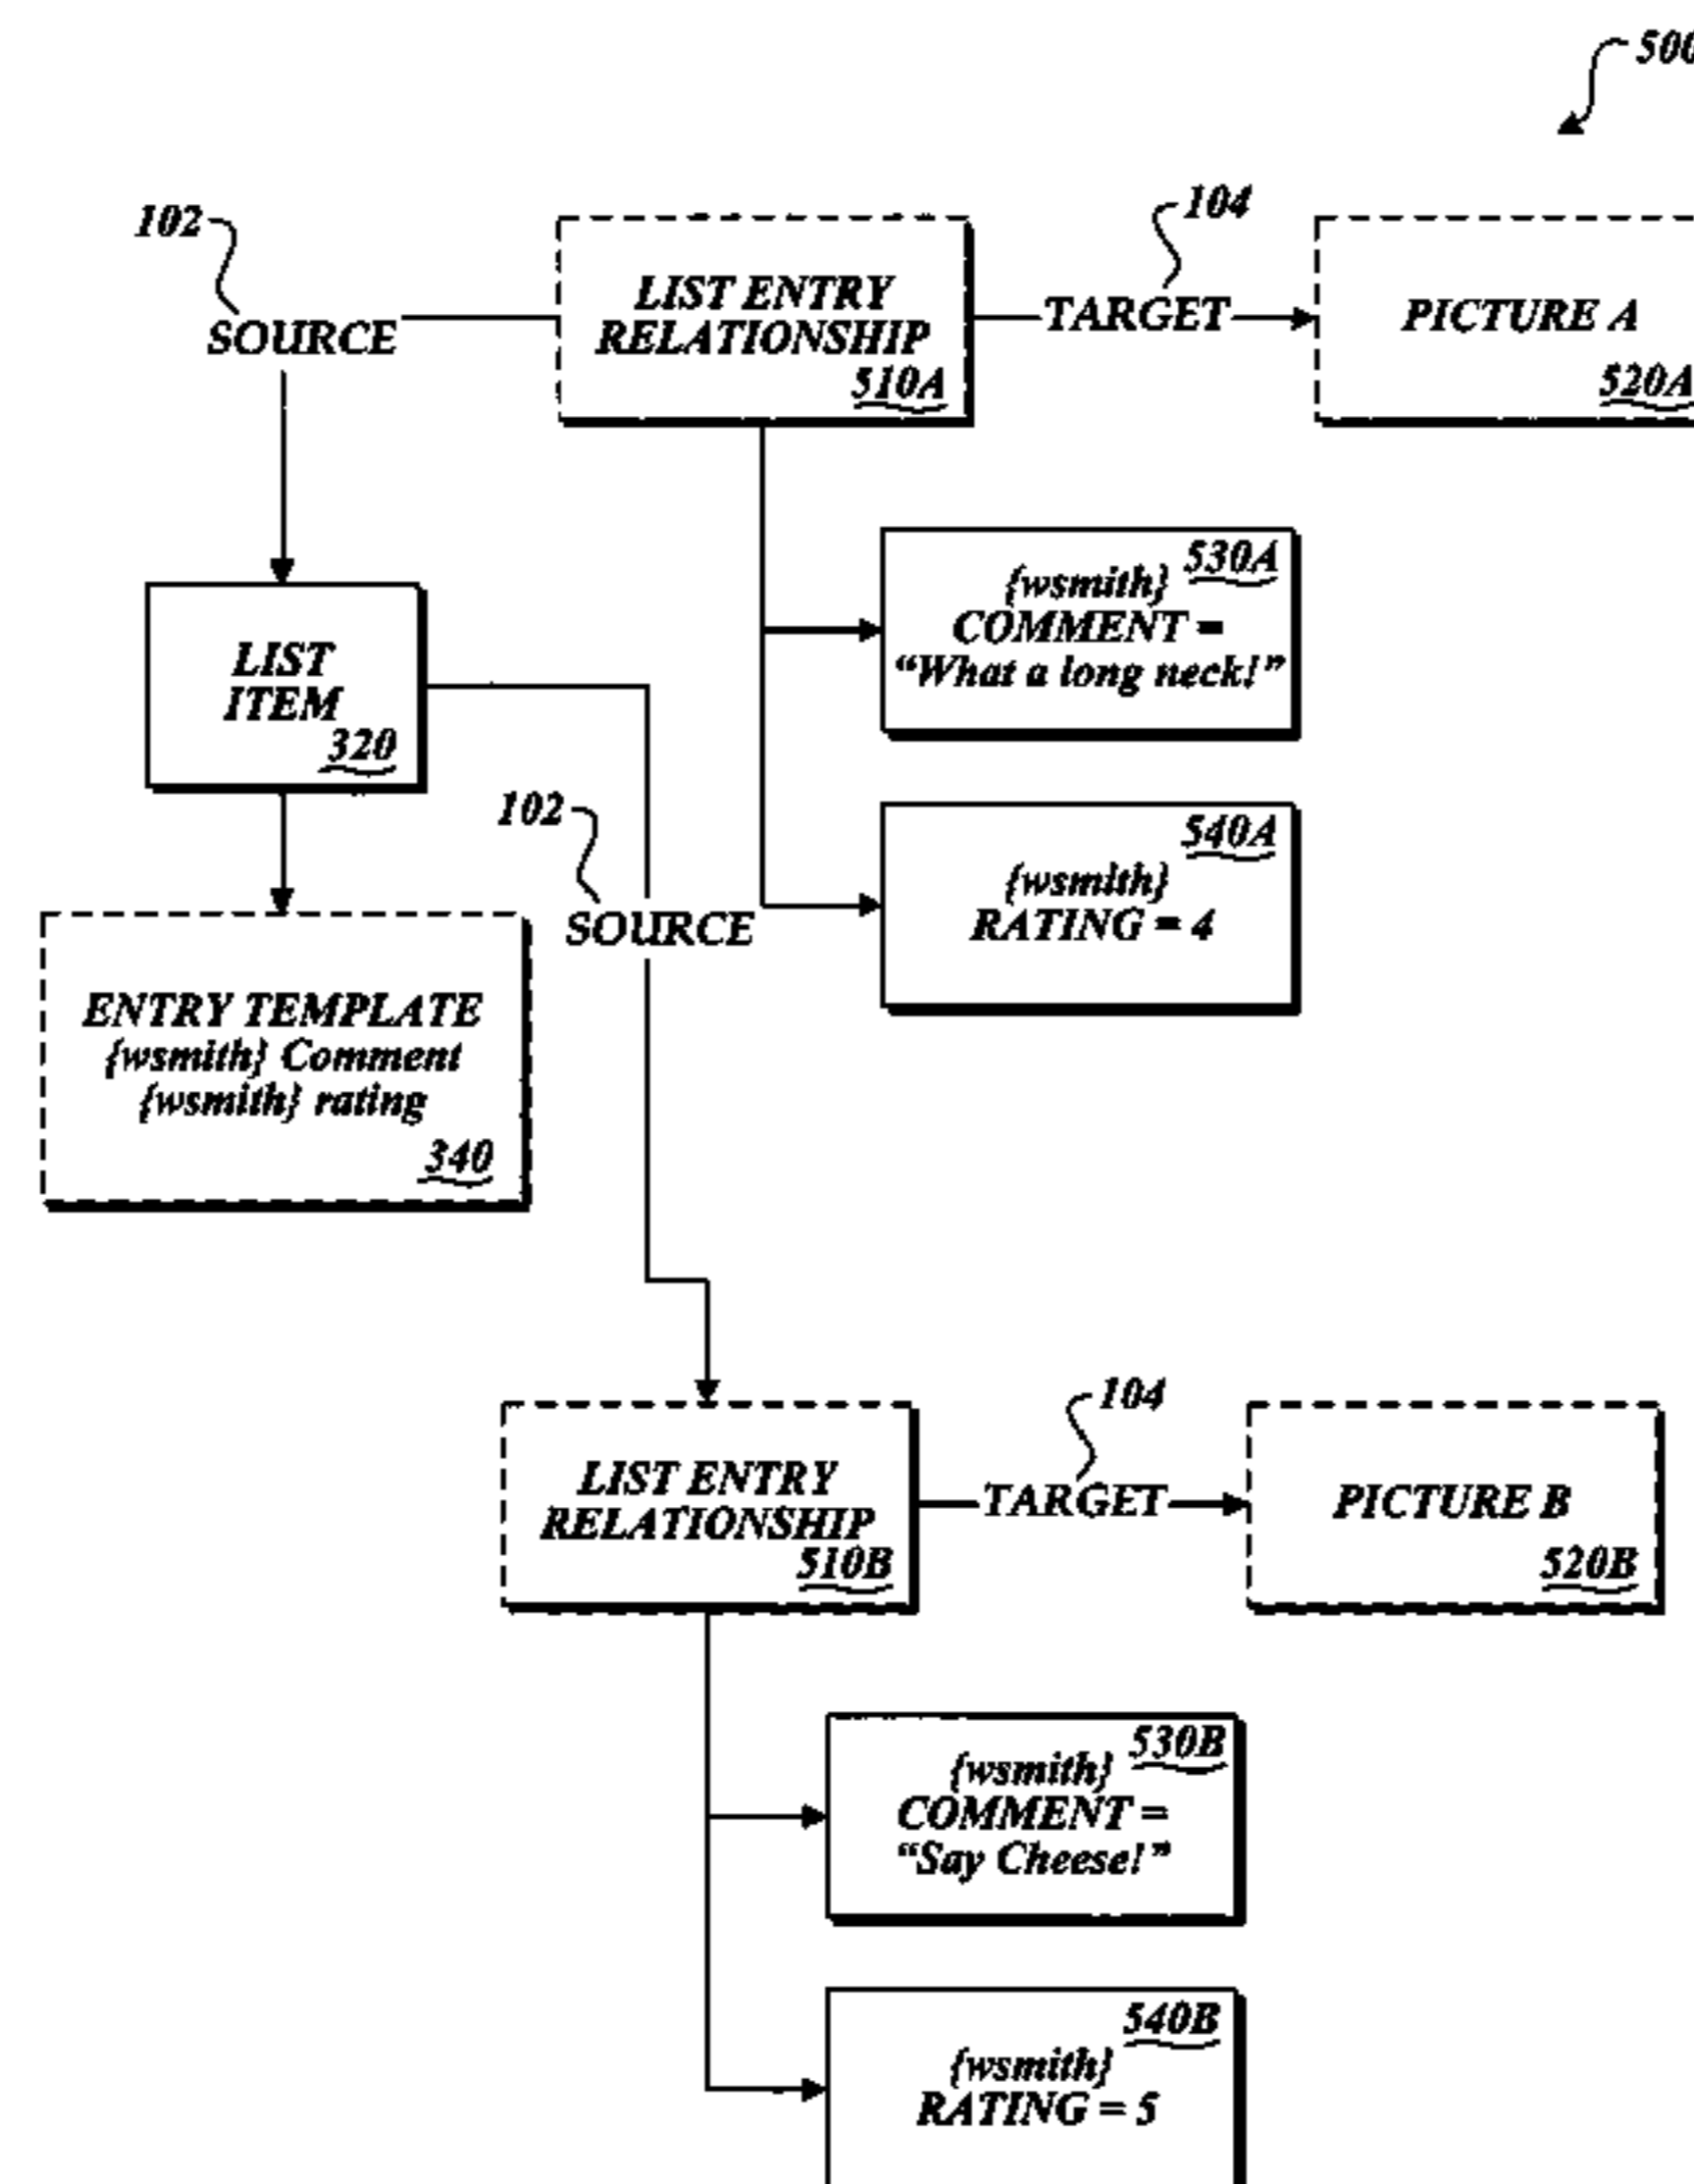 500
102
104
LIST ENTRY
RELATIONSHIP
510A
SOURCE
TARGET
PICTURE A
520A
530A
{wsmith}
COMMENT =
“What a long neck!”
LIST
ITEM
320
102
540A
{wsmith}
RATING = 4
SOURCE
ENTRY TEMPLATE
{wsmith} Comment
{wsmith} rating
340
104
LIST ENTRY
RELATIONSHIP
510B
TARGET
PICTURE B
520B
530B
{wsmith}
COMMENT =
“Say Cheese!”
540B
{wsmith}
RATING = 5